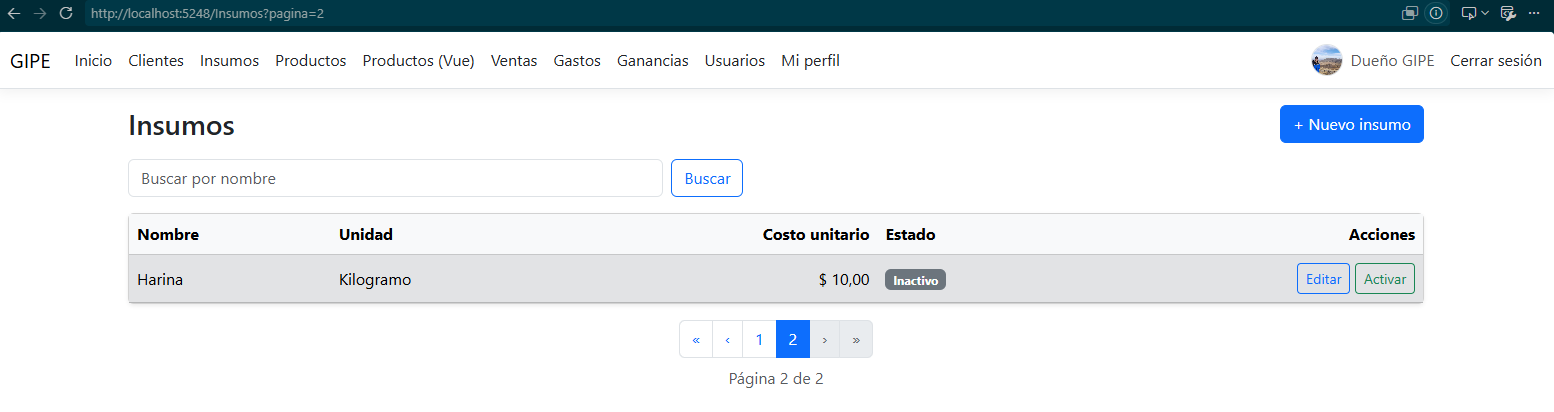 http://localhost:5248/Insumos?pagina=2
GIPE Inicio Clientes Insumos Productos Productos (Vue) Ventas Gastos Ganancias Usuarios Mi perfil Dueño GIPE Cerrar sesión
Insumos + Nuevo insumo
Buscar por nombre Buscar
Nombre Unidad Costo unitario Estado Acciones
Harina Kilogramo $ 10,00 Inactivo Editar Activar
« ‹ 1 2 › »
Página 2 de 2